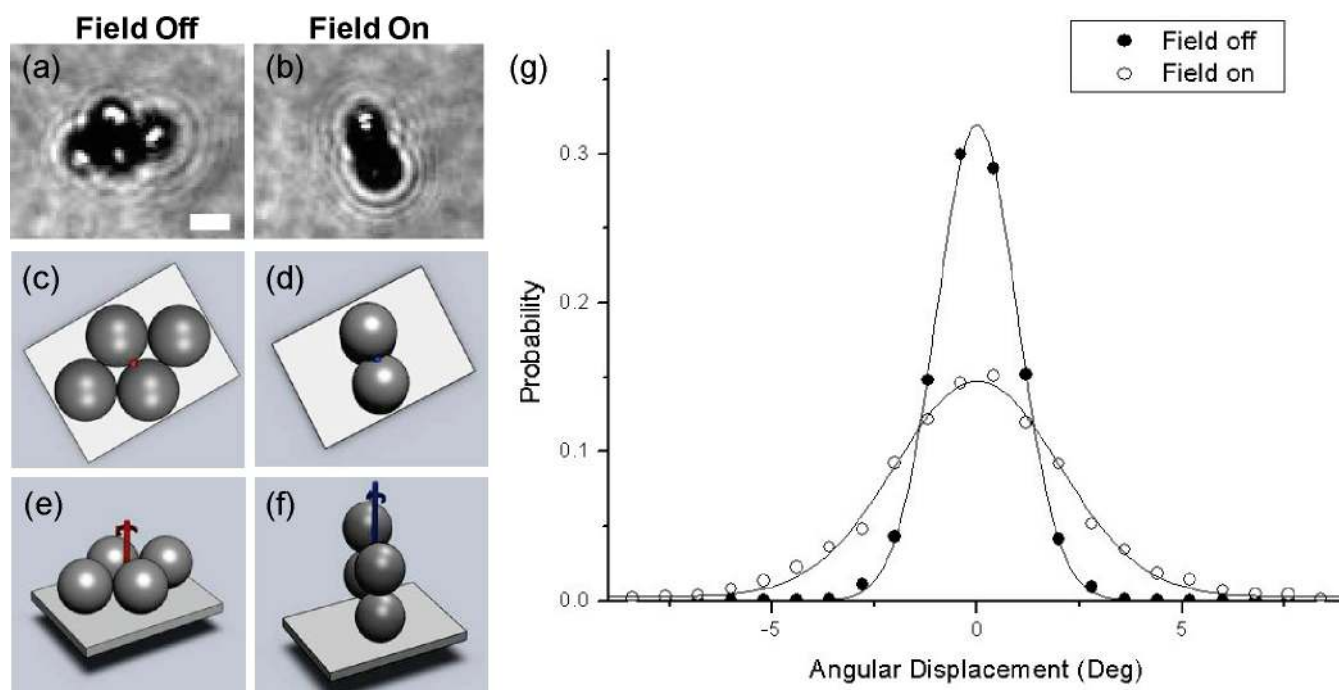 Field Off
Field On
(a)
(b)
(c)
(d)
(e)
(f)
(g)
Field off
Field on
Probability
0.3
0.2
0.1
0.0
-5
0
5
Angular Displacement (Deg)